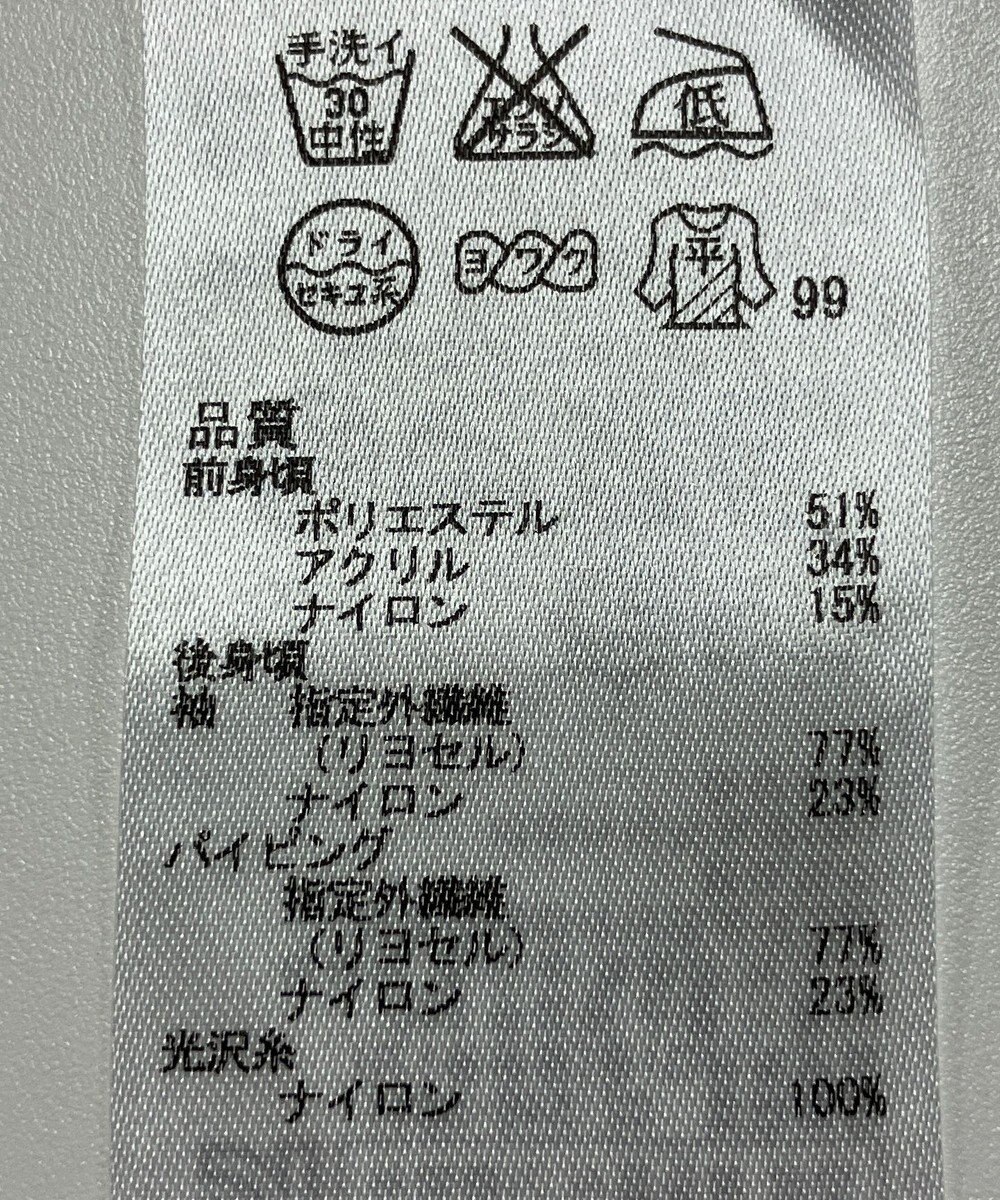 手洗イ
30
中性
エンソ
サラシ
低
ドライ
セキユ系
ヨワク
平
99
品質
前身頃
ポリエステル 51%
アクリル 34%
ナイロン 15%
後身頃
袖 指定外繊維
(リヨセル) 77%
ナイロン 23%
パイピング
指定外繊維
(リヨセル) 77%
ナイロン 23%
光沢糸
ナイロン 100%